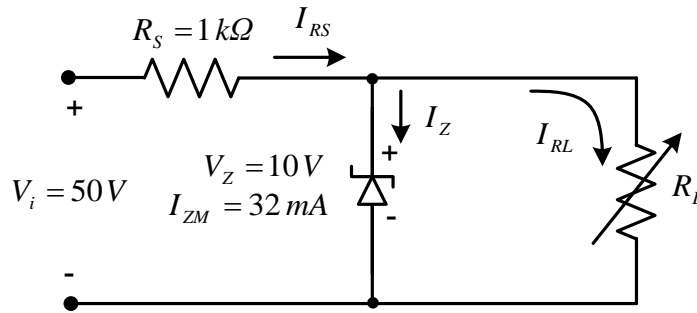 R_S = 1 kΩ
I_RS
+
I_Z
I_RL
+
V_Z = 10 V
I_ZM = 32 mA
-
V_i = 50 V
R_L
-